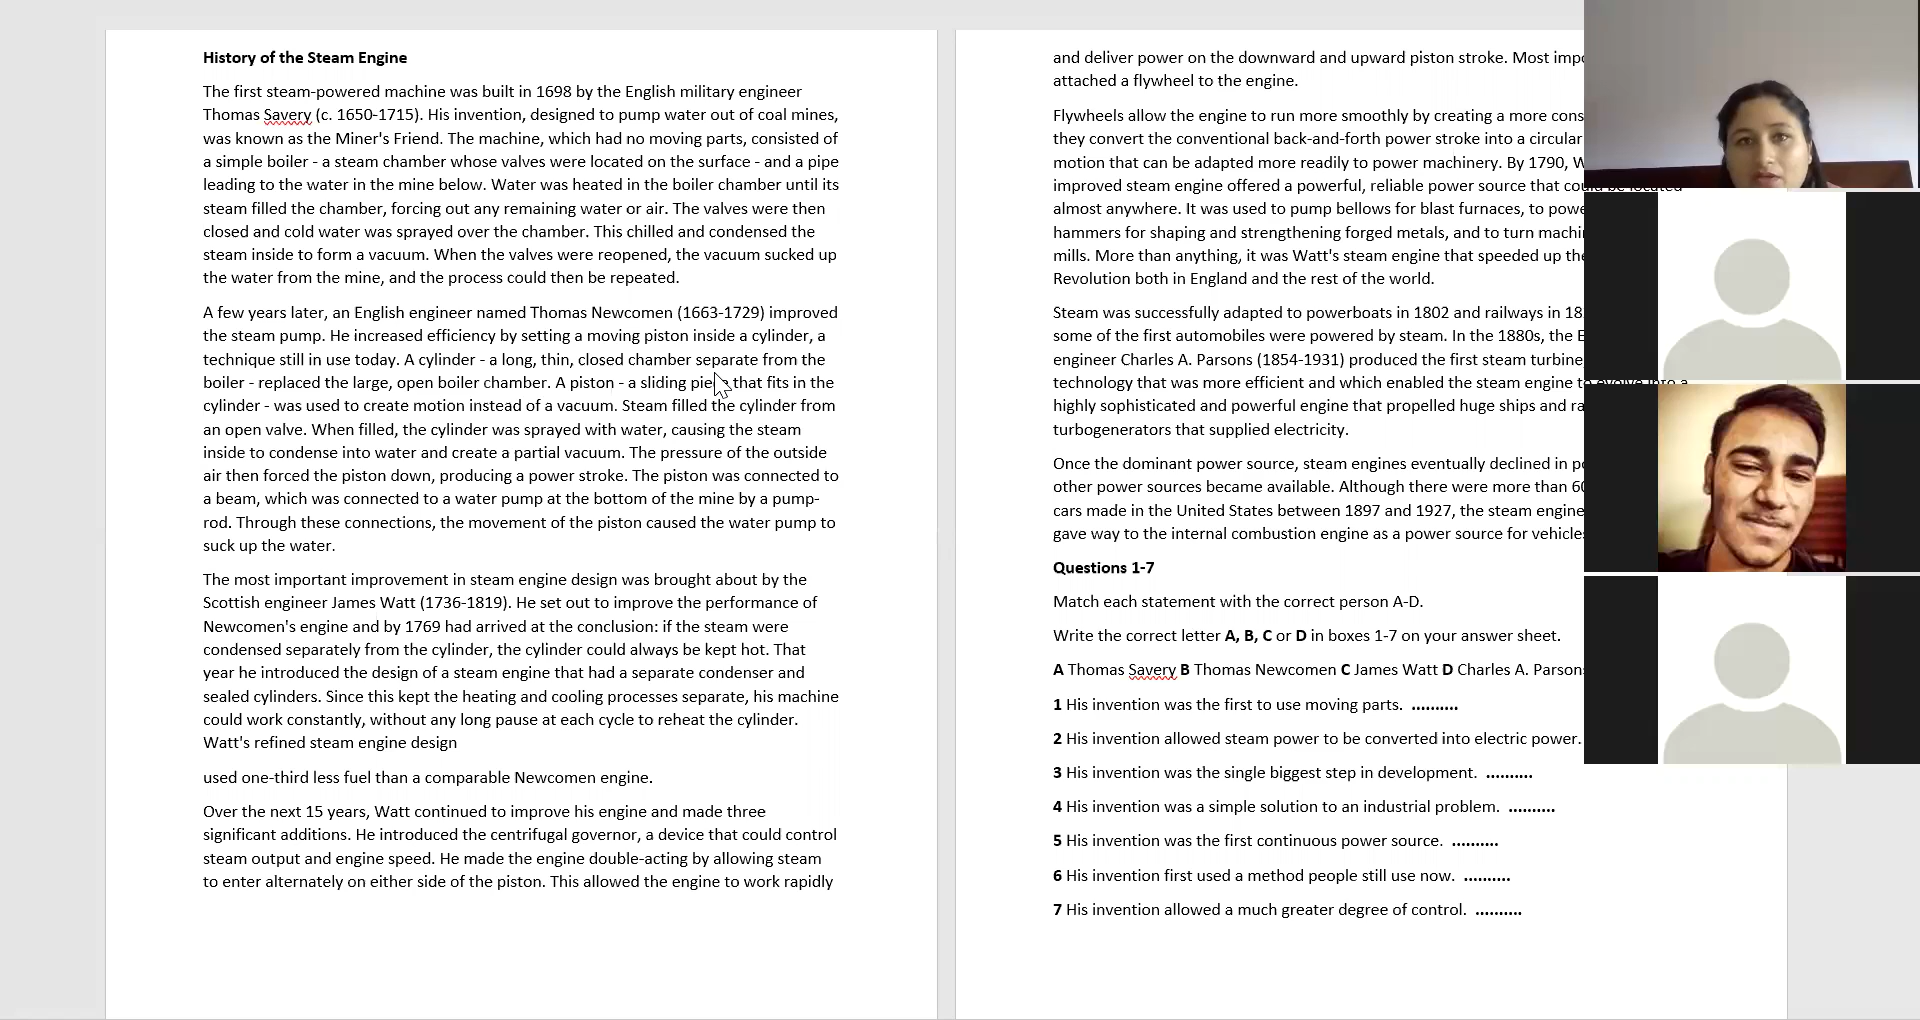 History of the Steam Engine
The first steam-powered machine was built in 1698 by the English military engineer
Thomas Savery (c. 1650-1715). His invention, designed to pump water out of coal mines,
was known as the Miner's Friend. The machine, which had no moving parts, consisted of
a simple boiler - a steam chamber whose valves were located on the surface - and a pipe
leading to the water in the mine below. Water was heated in the boiler chamber until its
steam filled the chamber, forcing out any remaining water or air. The valves were then
closed and cold water was sprayed over the chamber. This chilled and condensed the
steam inside to form a vacuum. When the valves were reopened, the vacuum sucked up
the water from the mine, and the process could then be repeated.
A few years later, an English engineer named Thomas Newcomen (1663-1729) improved
the steam pump. He increased efficiency by setting a moving piston inside a cylinder, a
technique still in use today. A cylinder - a long, thin, closed chamber separate from the
boiler - replaced the large, open boiler chamber. A piston - a sliding piece that fits in the
cylinder - was used to create motion instead of a vacuum. Steam filled the cylinder from
an open valve. When filled, the cylinder was sprayed with water, causing the steam
inside to condense into water and create a partial vacuum. The pressure of the outside
air then forced the piston down, producing a power stroke. The piston was connected to
a beam, which was connected to a water pump at the bottom of the mine by a pump-
rod. Through these connections, the movement of the piston caused the water pump to
suck up the water.
The most important improvement in steam engine design was brought about by the
Scottish engineer James Watt (1736-1819). He set out to improve the performance of
Newcomen's engine and by 1769 had arrived at the conclusion: if the steam were
condensed separately from the cylinder, the cylinder could always be kept hot. That
year he introduced the design of a steam engine that had a separate condenser and
sealed cylinders. Since this kept the heating and cooling processes separate, his machine
could work constantly, without any long pause at each cycle to reheat the cylinder.
Watt's refined steam engine design
used one-third less fuel than a comparable Newcomen engine.
Over the next 15 years, Watt continued to improve his engine and made three
significant additions. He introduced the centrifugal governor, a device that could control
steam output and engine speed. He made the engine double-acting by allowing steam
to enter alternately on either side of the piston. This allowed the engine to work rapidly
and deliver power on the downward and upward piston stroke. Most
attached a flywheel to the engine.
Flywheels allow the engine to run more smoothly by creating a more
they convert the conventional back-and-forth power stroke into a circular
motion that can be adapted more readily to power machinery. By 1790,
improved steam engine offered a powerful, reliable power source that could be located
almost anywhere. It was used to pump bellows for blast furnaces, to
hammers for shaping and strengthening forged metals, and to turn
mills. More than anything, it was Watt's steam engine that speeded up
Revolution both in England and the rest of the world.
Steam was successfully adapted to powerboats in 1802 and railways in
some of the first automobiles were powered by steam. In the 1880s, the
engineer Charles A. Parsons (1854-1931) produced the first steam turbine
technology that was more efficient and which enabled the steam engine to evolve into a
highly sophisticated and powerful engine that propelled huge ships and
turbogenerators that supplied electricity.
Once the dominant power source, steam engines eventually declined in
other power sources became available. Although there were more than
cars made in the United States between 1897 and 1927, the steam engine
gave way to the internal combustion engine as a power source for
Questions 1-7
Match each statement with the correct person A-D.
Write the correct letter A, B, C or D in boxes 1-7 on your answer sheet.
A Thomas Savery B Thomas Newcomen C James Watt D Charles A. Parson
1 His invention was the first to use moving parts. ..........
2 His invention allowed steam power to be converted into electric power.
3 His invention was the single biggest step in development. ..........
4 His invention was a simple solution to an industrial problem. ..........
5 His invention was the first continuous power source. ..........
6 His invention first used a method people still use now. ..........
7 His invention allowed a much greater degree of control. ..........